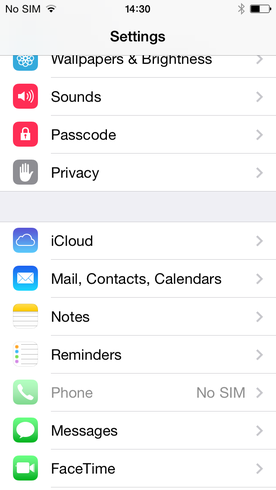 No SIM 14:30
Settings
Wallpapers & Brightness
Sounds
Passcode
Privacy
iCloud
Mail, Contacts, Calendars
Notes
Reminders
Phone No SIM
Messages
FaceTime